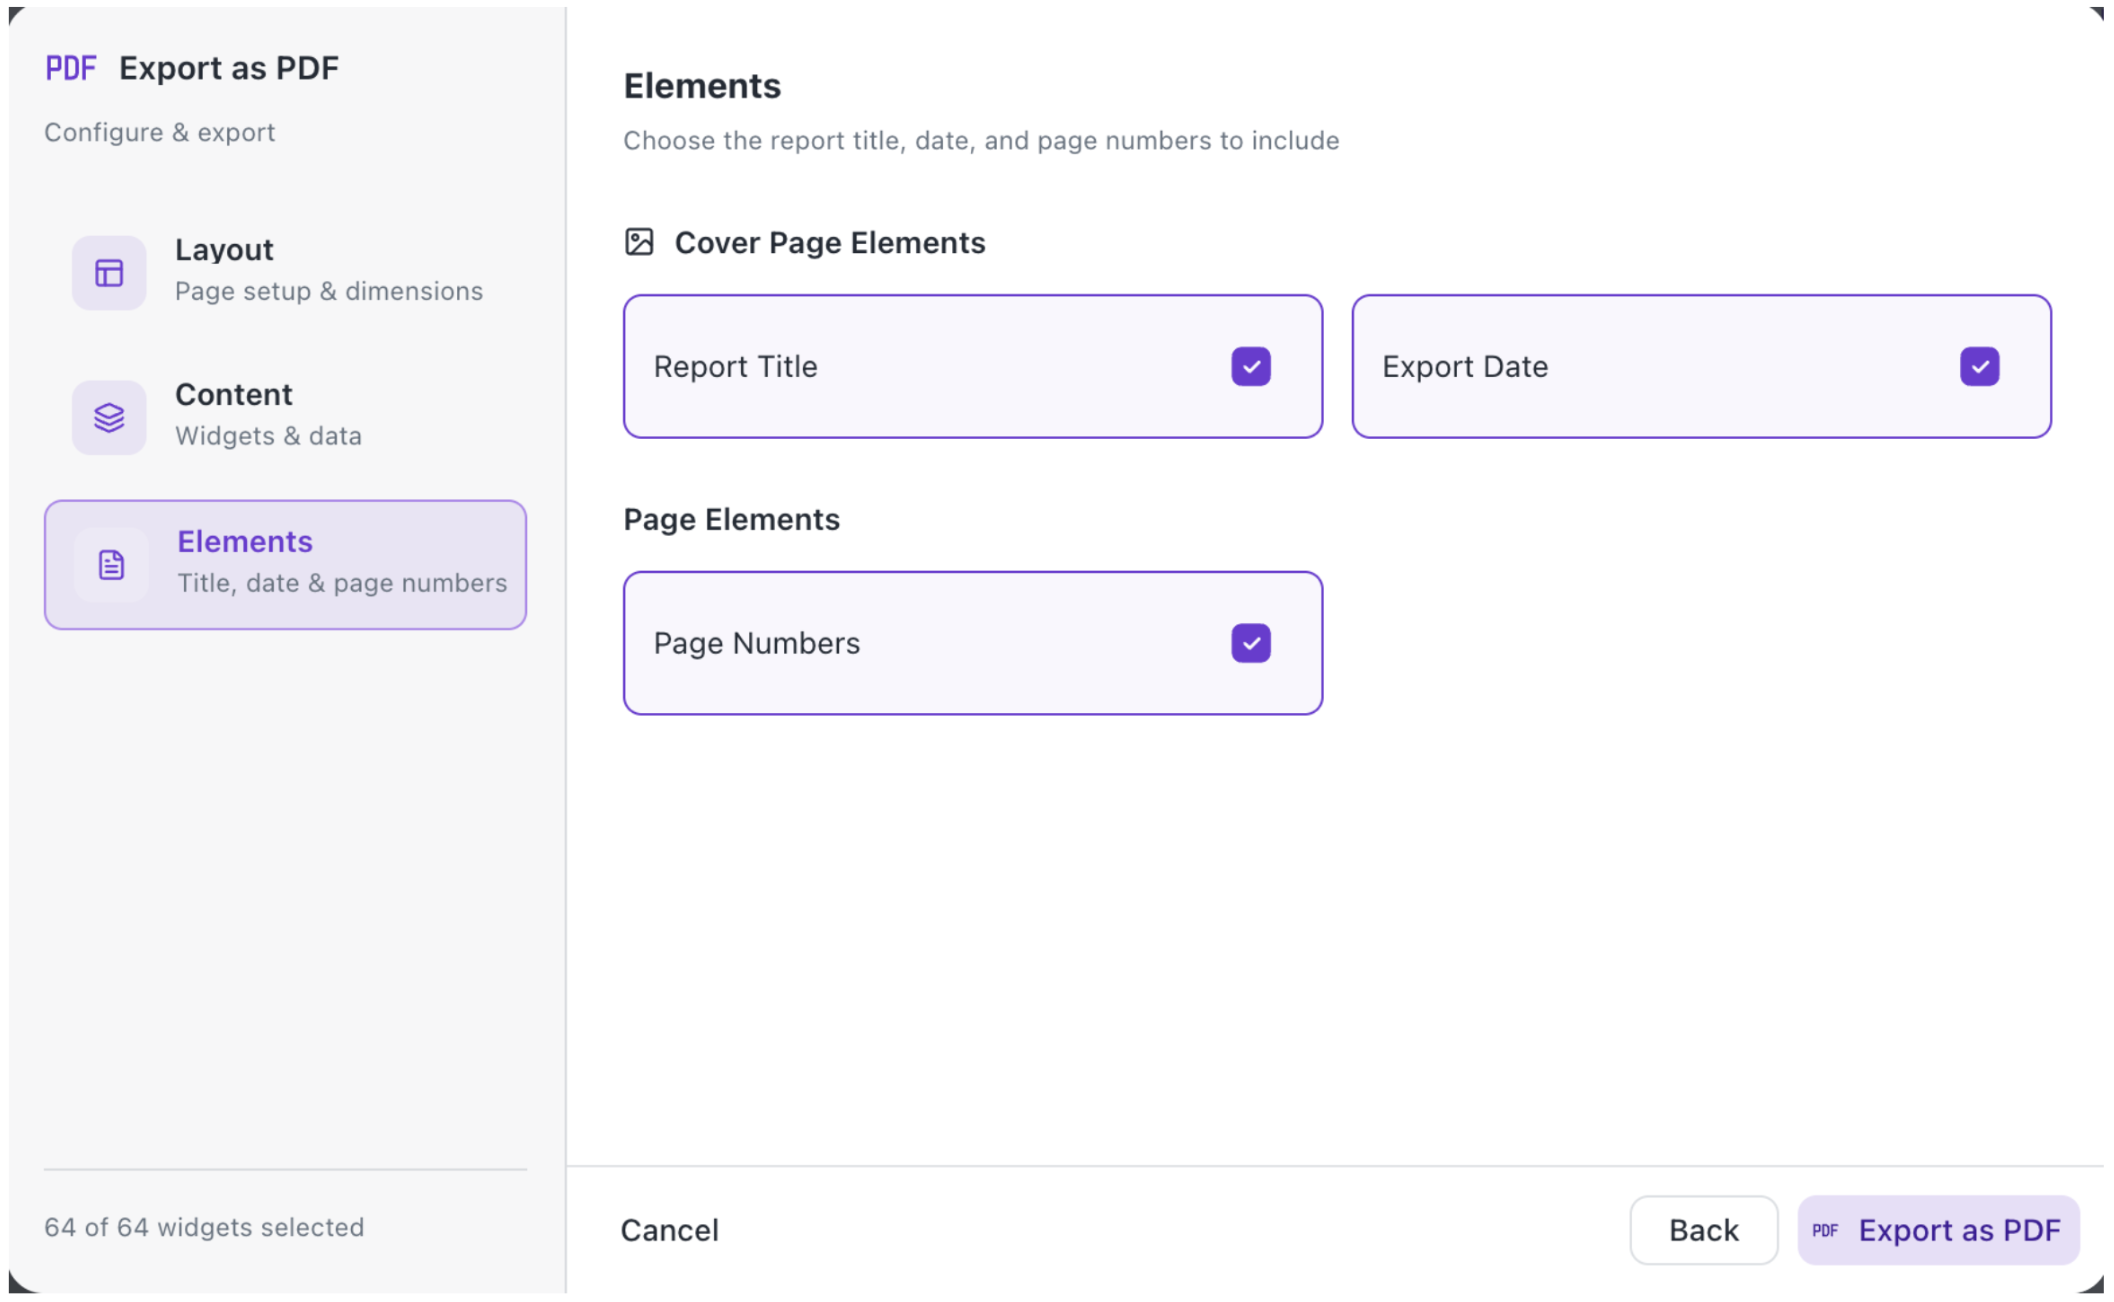 PDF Export as PDF
Configure & export
Layout
Page setup & dimensions
Content
Widgets & data
Elements
Title, date & page numbers
64 of 64 widgets selected
Elements
Choose the report title, date, and page numbers to include
Cover Page Elements
Report Title
Export Date
Page Elements
Page Numbers
Cancel
Back
PDF Export as PDF